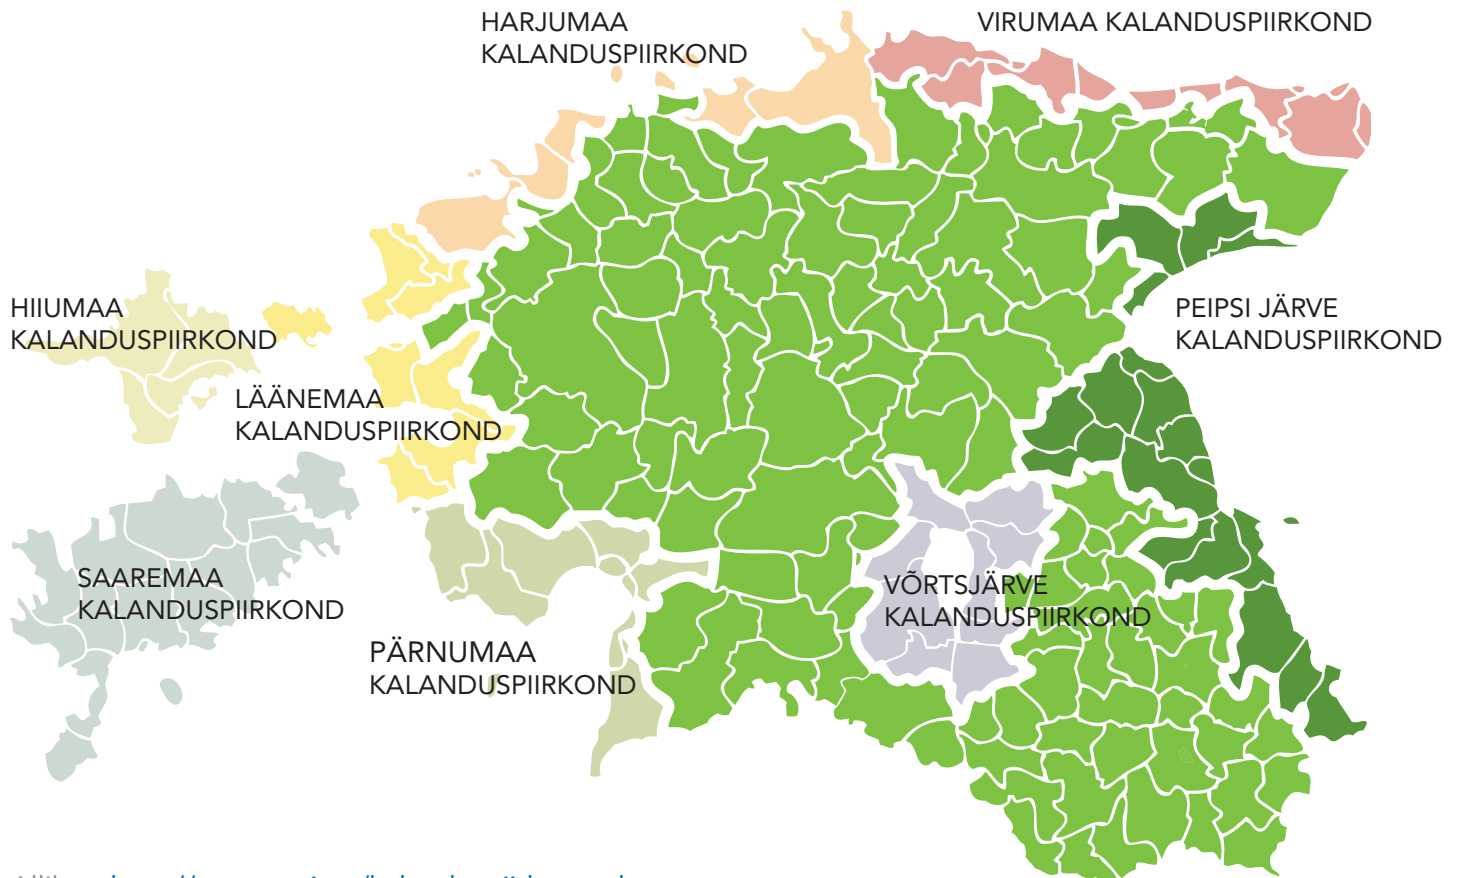 HARJUMAA
KALANDUSPIIRKOND
VIRUMAA KALANDUSPIIRKOND
HIIUMAA
KALANDUSPIIRKOND
PEIPSI JÄRVE
KALANDUSPIIRKOND
LÄÄNEMAA
KALANDUSPIIRKOND
SAAREMAA
KALANDUSPIIRKOND
VÕRTSJÄRVE
KALANDUSPIIRKOND
PÄRNUMAA
KALANDUSPIIRKOND